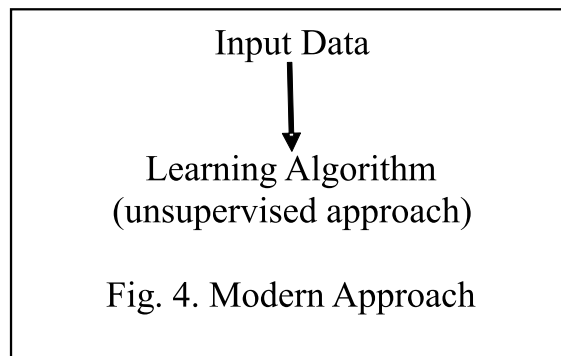 Input Data
Learning Algorithm
(unsupervised approach)
Fig. 4. Modern Approach